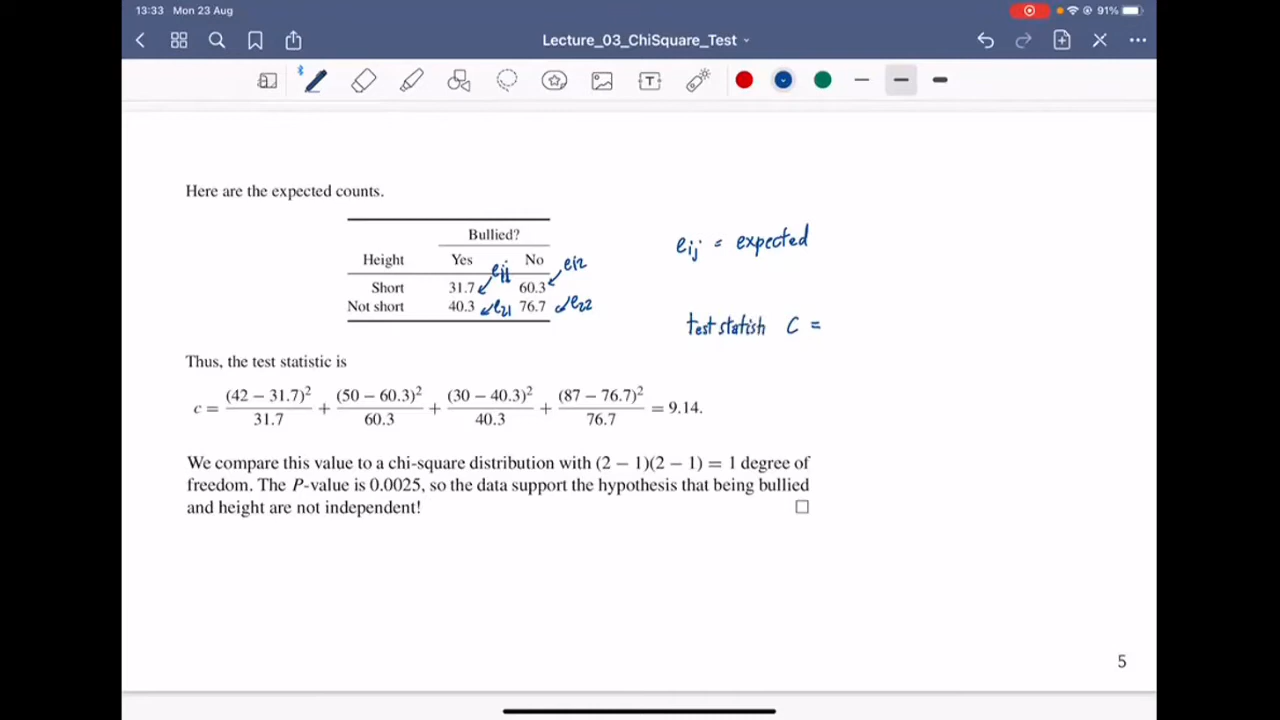 13:33 Mon 23 Aug
91%
Lecture_03_ChiSquare_Test
T
Here are the expected counts.
Bullied?
Height Yes No
Short 31.7 60.3
Not short 40.3 76.7
e11 e12
e21 e22
eij = expected
test statish C =
Thus, the test statistic is
c = (42 − 31.7)²/31.7 + (50 − 60.3)²/60.3 + (30 − 40.3)²/40.3 + (87 − 76.7)²/76.7 = 9.14.
We compare this value to a chi-square distribution with (2 − 1)(2 − 1) = 1 degree of
freedom. The P-value is 0.0025, so the data support the hypothesis that being bullied
and height are not independent!
5